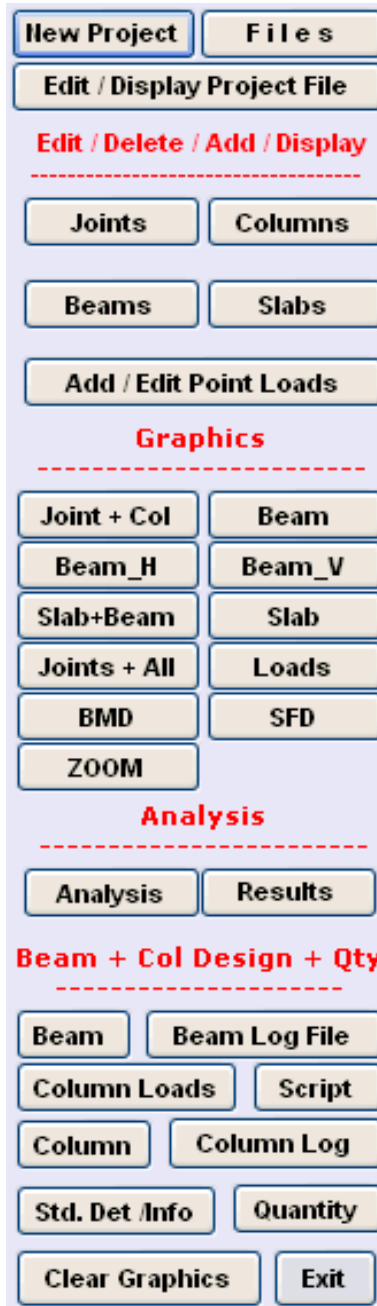 New Project Files
Edit / Display Project File
Edit / Delete / Add / Display
------------------------------------
Joints Columns
Beams Slabs
Add / Edit Point Loads
Graphics
------------------------
Joint + Col Beam
Beam_H Beam_V
Slab+Beam Slab
Joints + All Loads
BMD SFD
ZOOM
Analysis
------------------------
Analysis Results
Beam + Col Design + Qty
---------------------
Beam Beam Log File
Column Loads Script
Column Column Log
Std. Det /Info Quantity
Clear Graphics Exit